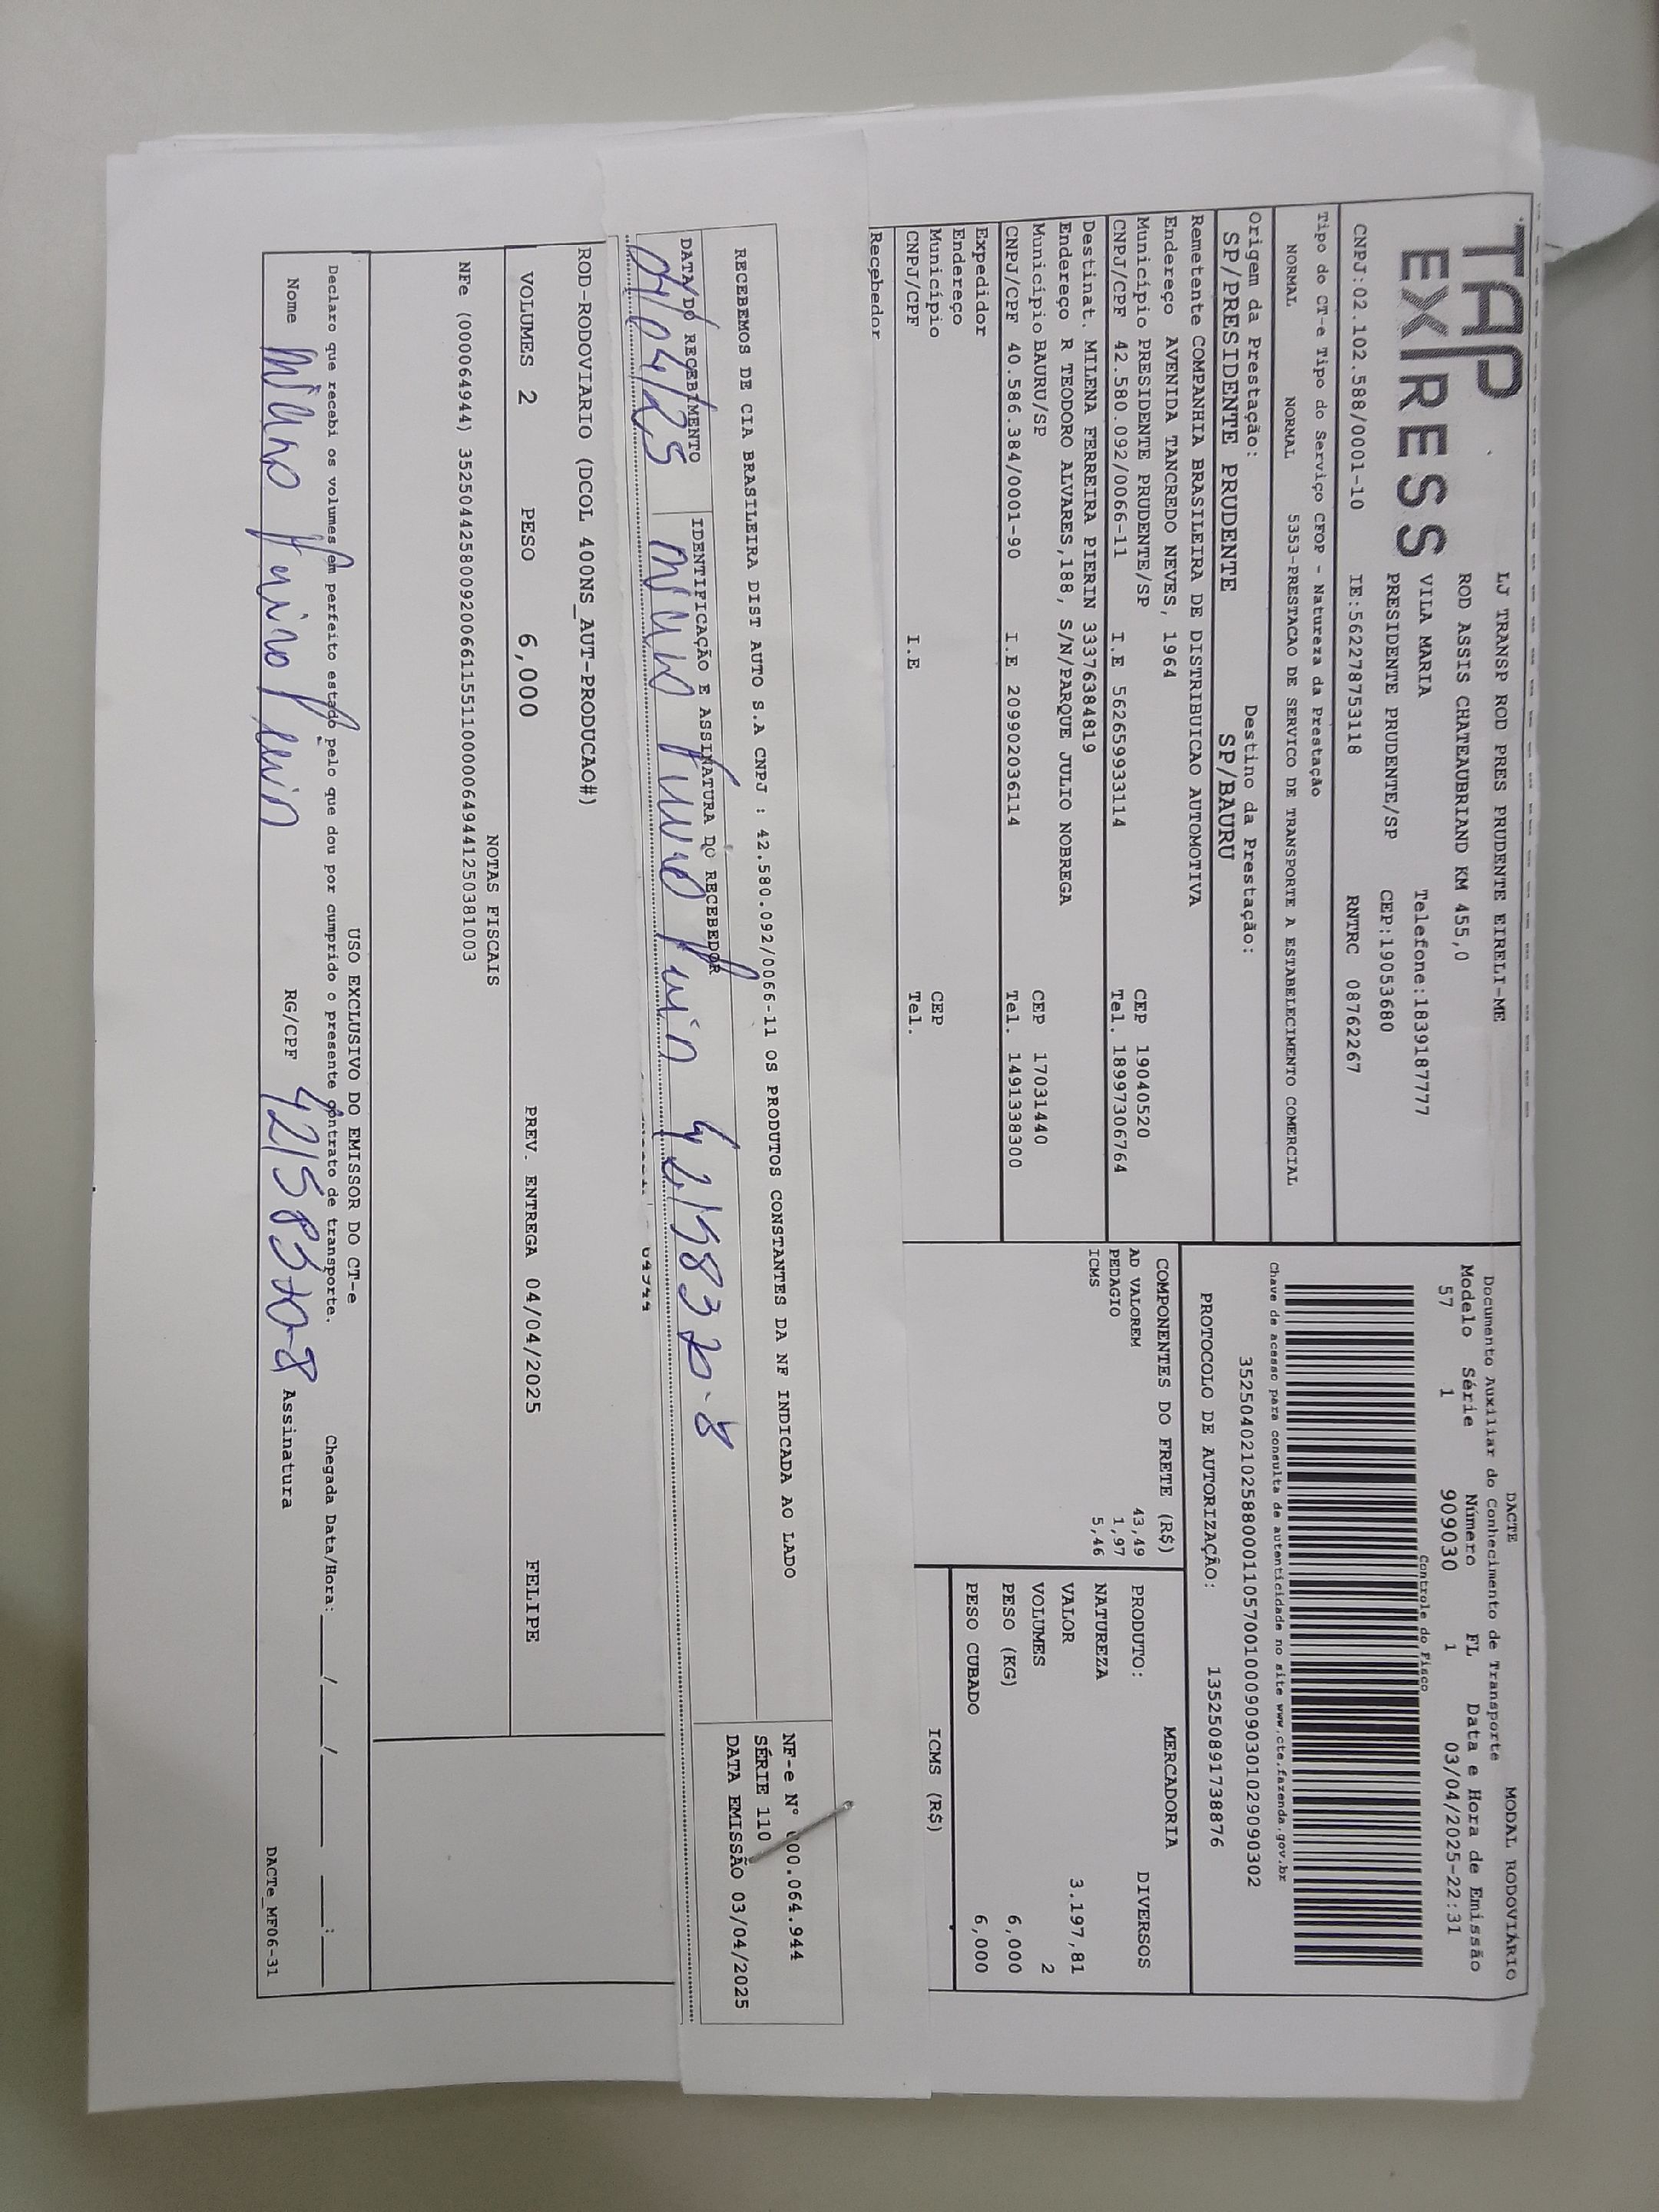 TAP EXPRESS
LJ TRANSP ROD PRES PRUDENTE EIRELI-ME
ROD ASSIS CHATEAUBRIAND KM 455,0
VILA MARIA Telefone:1839187777
PRESIDENTE PRUDENTE/SP CEP:19053680
CNPJ:02.102.588/0001-10 IE:562278753118 RNTRC 08762267
Tipo do CT-e Tipo do Serviço CFOP - Natureza da Prestação
NORMAL NORMAL 5353-PRESTACAO DE SERVICO DE TRANSPORTE A ESTABELECIMENTO COMERCIAL
Origem da Prestação: Destino da Prestação:
SP/PRESIDENTE PRUDENTE SP/BAURU
Remetente COMPANHIA BRASILEIRA DE DISTRIBUICAO AUTOMOTIVA
Endereço AVENIDA TANCREDO NEVES, 1964
Município PRESIDENTE PRUDENTE/SP CEP 19040520
CNPJ/CPF 42.580.092/0066-11 I.E 562659933114 Tel. 18997306764
Destinat. MILENA FERREIRA PIERIN 33376384819
Endereço R TEODORO ALVARES,188, S/N/PARQUE JULIO NOBREGA
Município BAURU/SP CEP 17031440
CNPJ/CPF 40.586.384/0001-90 I.E 209902036114 Tel. 1491338300
Expedidor
Endereço
Município CEP
CNPJ/CPF I.E Tel.
Recebedor
DACTE MODAL RODOVIÁRIO
Documento Auxiliar do Conhecimento de Transporte
Modelo Série Número FL Data e Hora de Emissão
57 1 909030 1 03/04/2025-22:31
Controle do Fisco
Chave de acesso para consulta de autenticidade no site www.cte.fazenda.gov.br
35250402102588000110570010009090301029090302
PROTOCOLO DE AUTORIZAÇÃO: 135250891738876
COMPONENTES DO FRETE (R$)
AD VALOREM 43,49
PEDAGIO 1,97
ICMS 5,46
MERCADORIA
PRODUTO: DIVERSOS
NATUREZA
VALOR 3.197,81
VOLUMES 2
PESO (KG) 6,000
PESO CUBADO 6,000
ICMS (R$)
RECEBEMOS DE CIA BRASILEIRA DIST AUTO S.A CNPJ : 42.580.092/0066-11 OS PRODUTOS CONSTANTES DA NF INDICADA AO LADO
NF-e Nº 000.064.944
SÉRIE 110
DATA EMISSÃO 03/04/2025
DATA DO RECEBIMENTO IDENTIFICAÇÃO E ASSINATURA DO RECEBEDOR
04/04/25
ROD-RODOVIARIO (DCOL 400NS_AUT-PRODUCAO#)
VOLUMES 2 PESO 6,000 PREV. ENTREGA 04/04/2025 FELIPE
NOTAS FISCAIS
NFe (000064944) 35250442580092006611551100000649441250381003
USO EXCLUSIVO DO EMISSOR DO CT-e
Declaro que recebi os volumes em perfeito estado pelo que dou por cumprido o presente contrato de transporte. Chegada Data/Hora:___/___/___ __:__
Nome RG/CPF Assinatura
DACTe_MF06-31